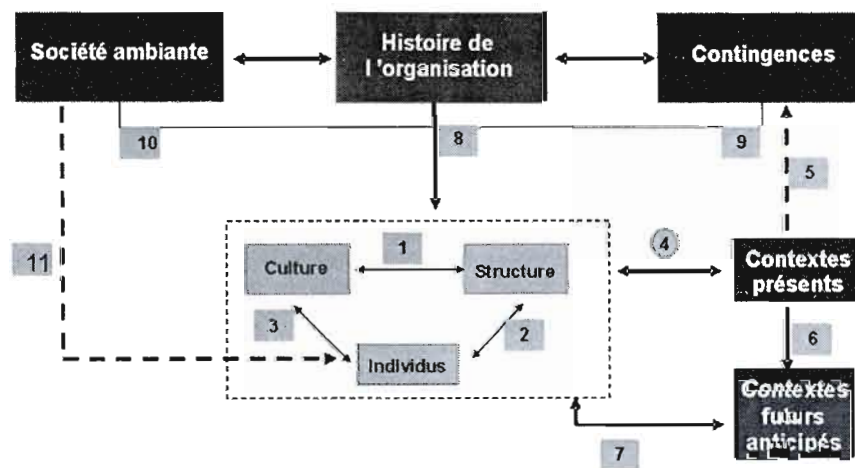 Société ambiante
Histoire de
l 'organisation
Contingences
10
8
9
5
11
1
4
Culture
Structure
Contextes
présents
3
2
6
Individus
Contextes
futurs
anticipés
7